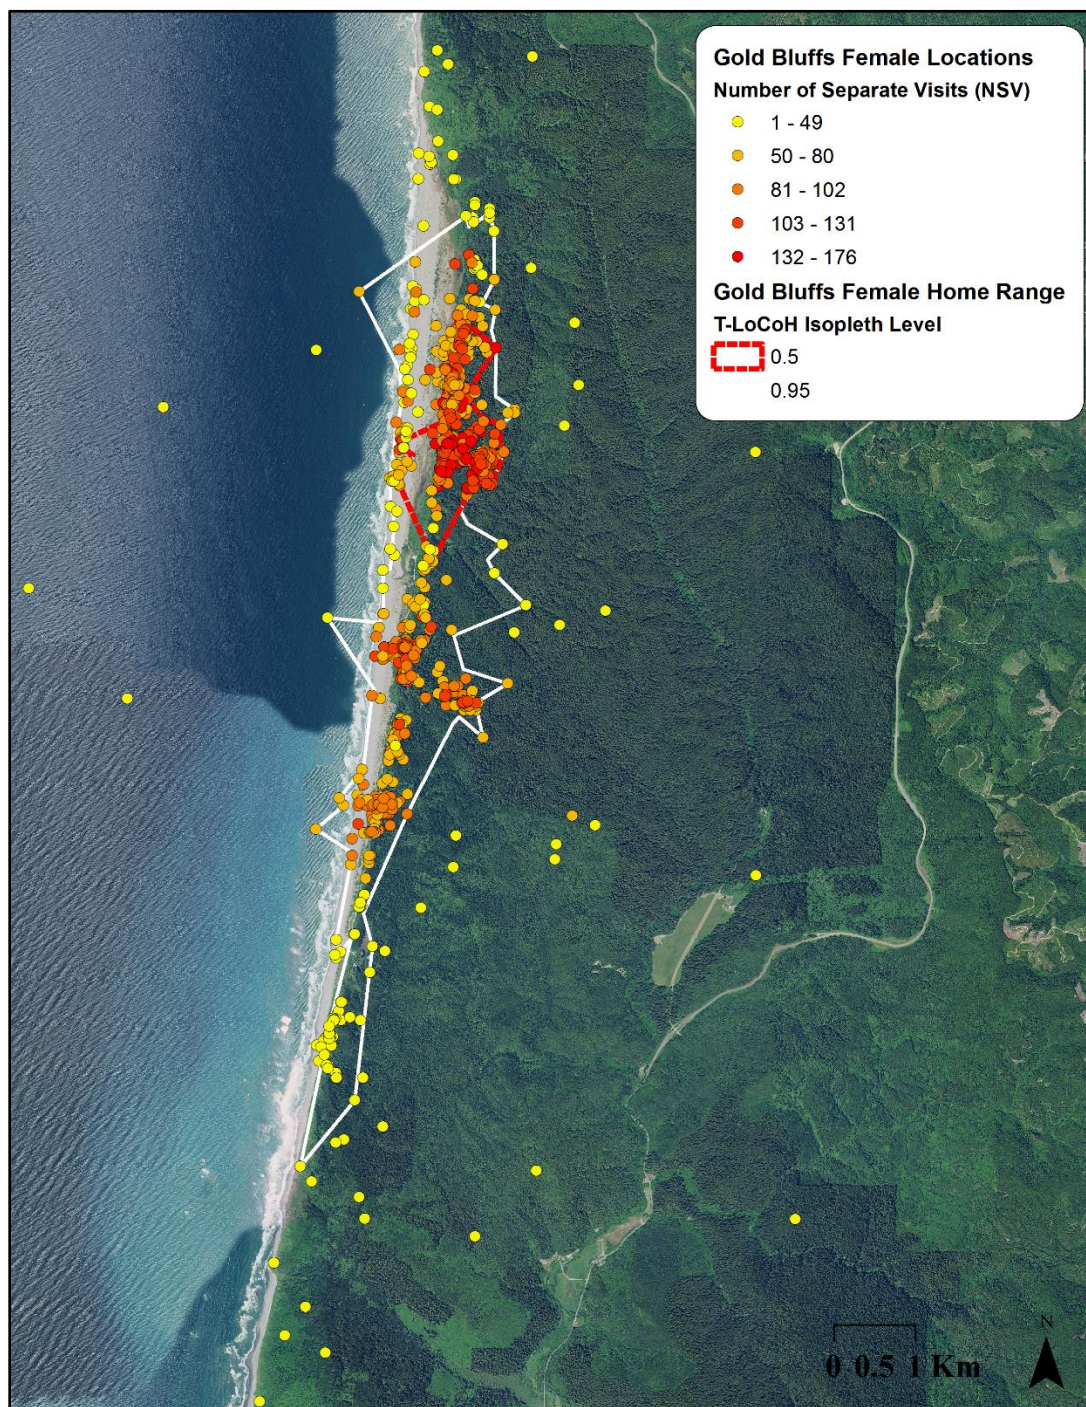 Gold Bluffs Female Locations
Number of Separate Visits (NSV)
1 - 49
50 - 80
81 - 102
103 - 131
132 - 176
Gold Bluffs Female Home Range
T-LoCoH Isopleth Level
0.5
0.95
N
0 0.5 1 Km